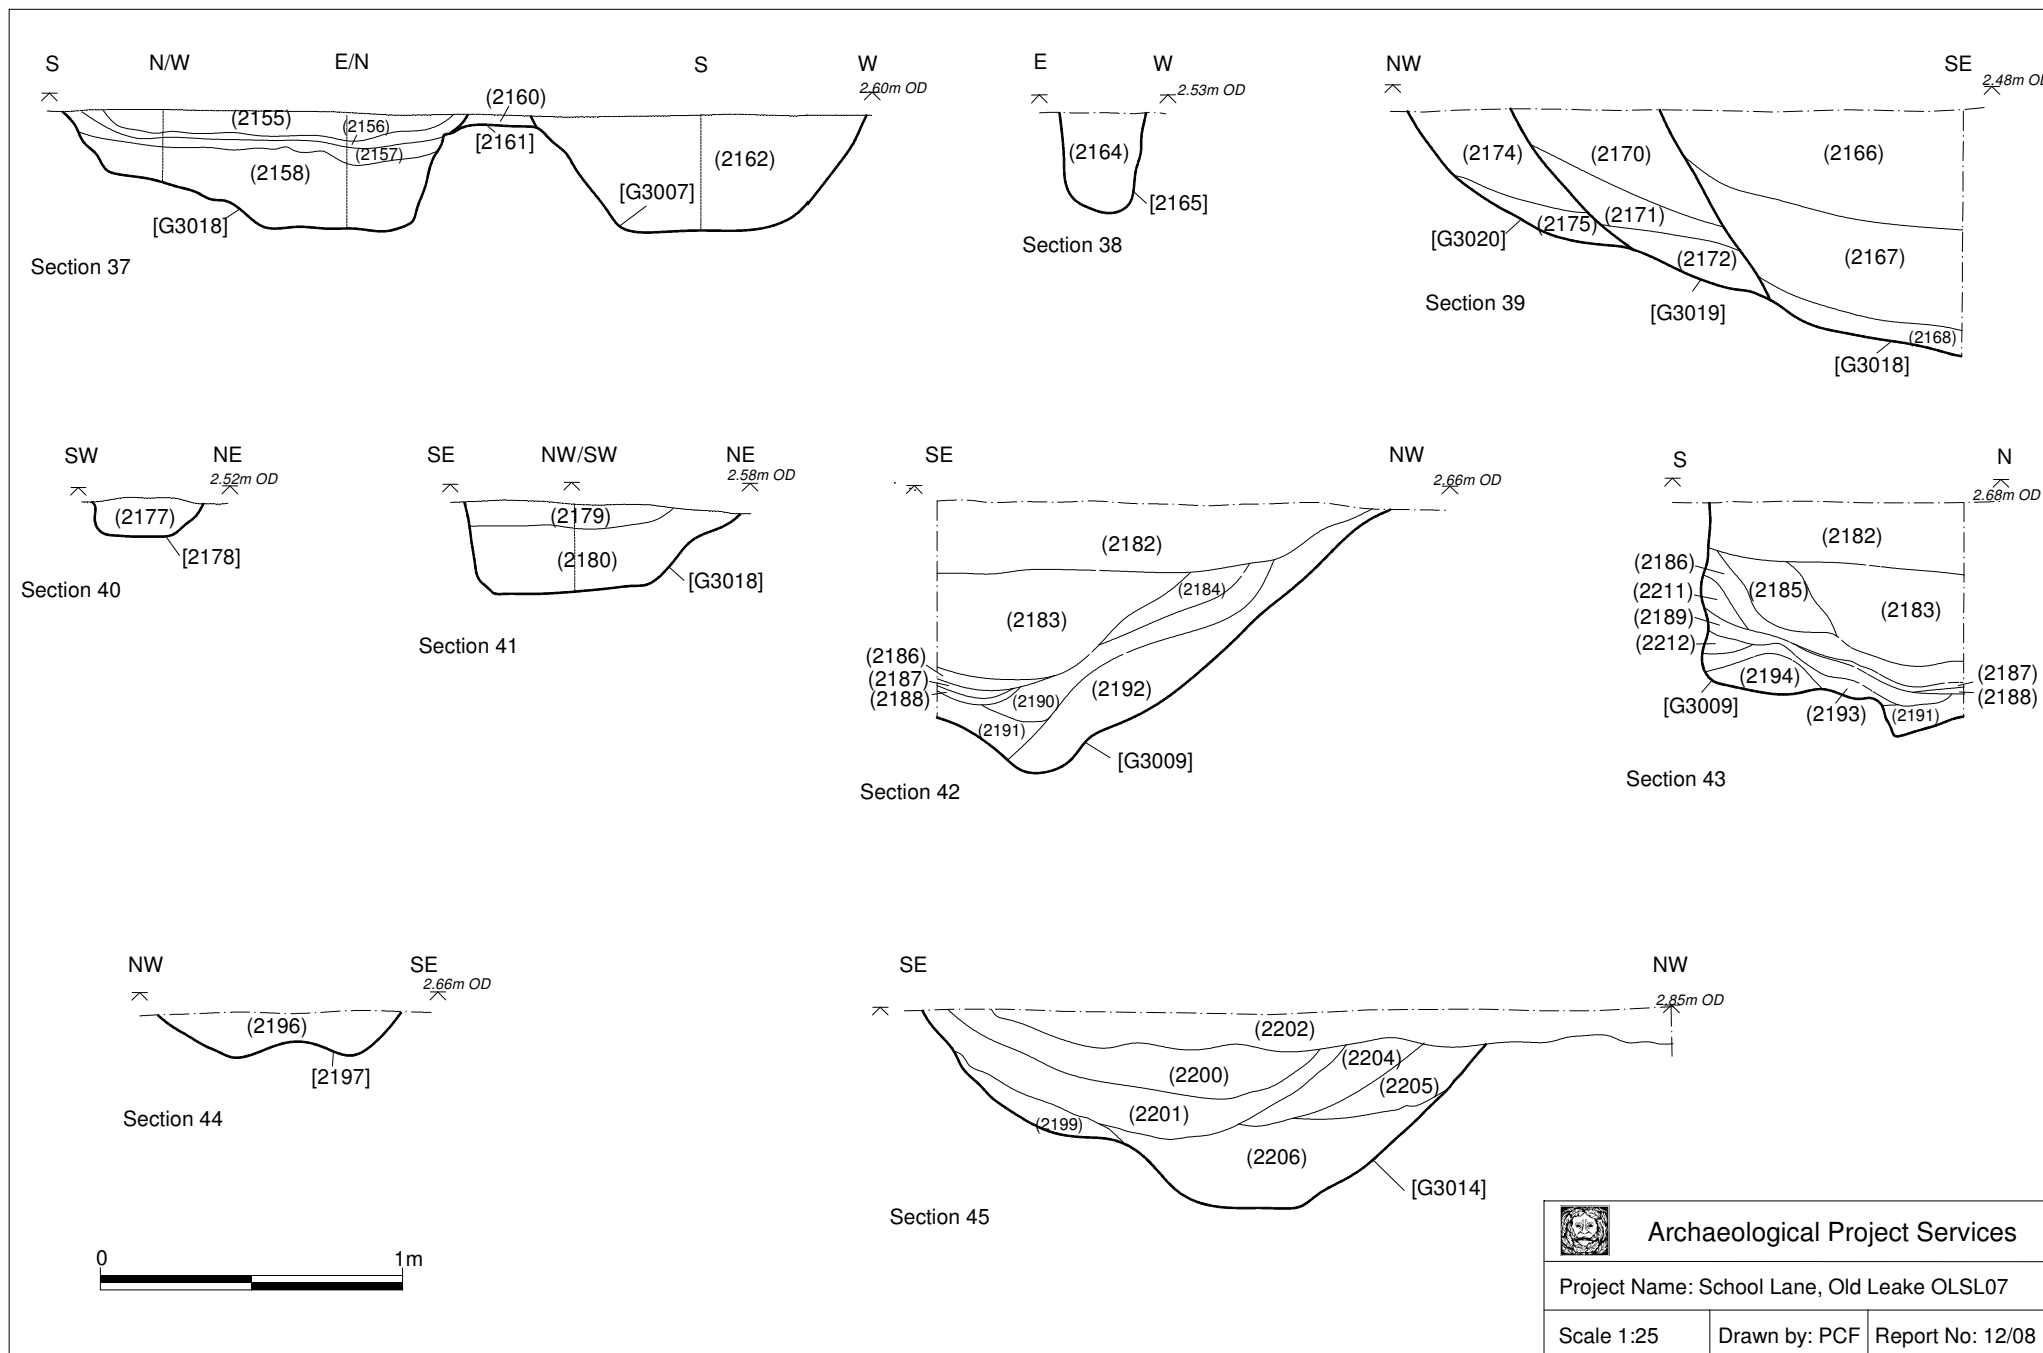 S N/W E/N S W
2.60m OD
(2155) (2156) (2157) (2158) (2160) [2161] (2162)
[G3018] [G3007]
Section 37
E W
2.53m OD
(2164)
[2165]
Section 38
NW SE
2.48m OD
(2174) (2170) (2166)
(2175) (2171) (2167)
(2172)
(2168)
[G3020] [G3019] [G3018]
Section 39
SW NE
2.52m OD
(2177)
[2178]
Section 40
SE NW/SW NE
2.58m OD
(2179)
(2180)
[G3018]
Section 41
SE NW
2.66m OD
(2182)
(2184)
(2183)
(2186)
(2187)
(2188)
(2190)
(2192)
(2191)
[G3009]
Section 42
S N
2.68m OD
(2182)
(2186)
(2211)
(2185)
(2189)
(2183)
(2212)
(2194)
(2187)
(2188)
[G3009]
(2193)
(2191)
Section 43
NW SE
2.66m OD
(2196)
[2197]
Section 44
SE NW
2.85m OD
(2202)
(2204)
(2200)
(2205)
(2201)
(2199)
(2206)
[G3014]
Section 45
0 1m
Archaeological Project Services
Project Name: School Lane, Old Leake OLSL07
Scale 1:25 Drawn by: PCF Report No: 12/08